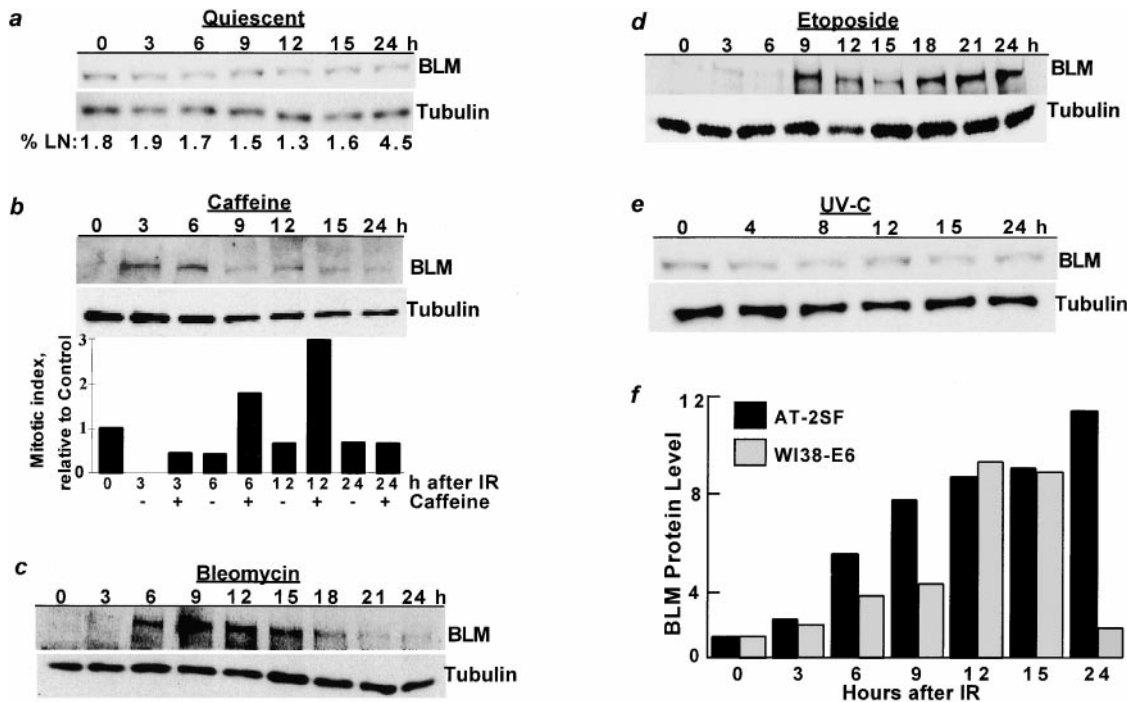 a
Quiescent
0 3 6 9 12 15 24 h
BLM
Tubulin
% LN: 1.8 1.9 1.7 1.5 1.3 1.6 4.5
b
Caffeine
0 3 6 9 12 15 24 h
BLM
Tubulin
Mitotic index,
relative to Control
3
2
1
0
0 3 3 6 6 12 12 24 24 h after IR
- + - + - + - + Caffeine
c
Bleomycin
0 3 6 9 12 15 18 21 24 h
BLM
Tubulin
d
Etoposide
0 3 6 9 12 15 18 21 24 h
BLM
Tubulin
e
UV-C
0 4 8 12 15 24 h
BLM
Tubulin
f
BLM Protein Level
12
8
4
0
AT-2SF
WI38-E6
0 3 6 9 12 15 24
Hours after IR